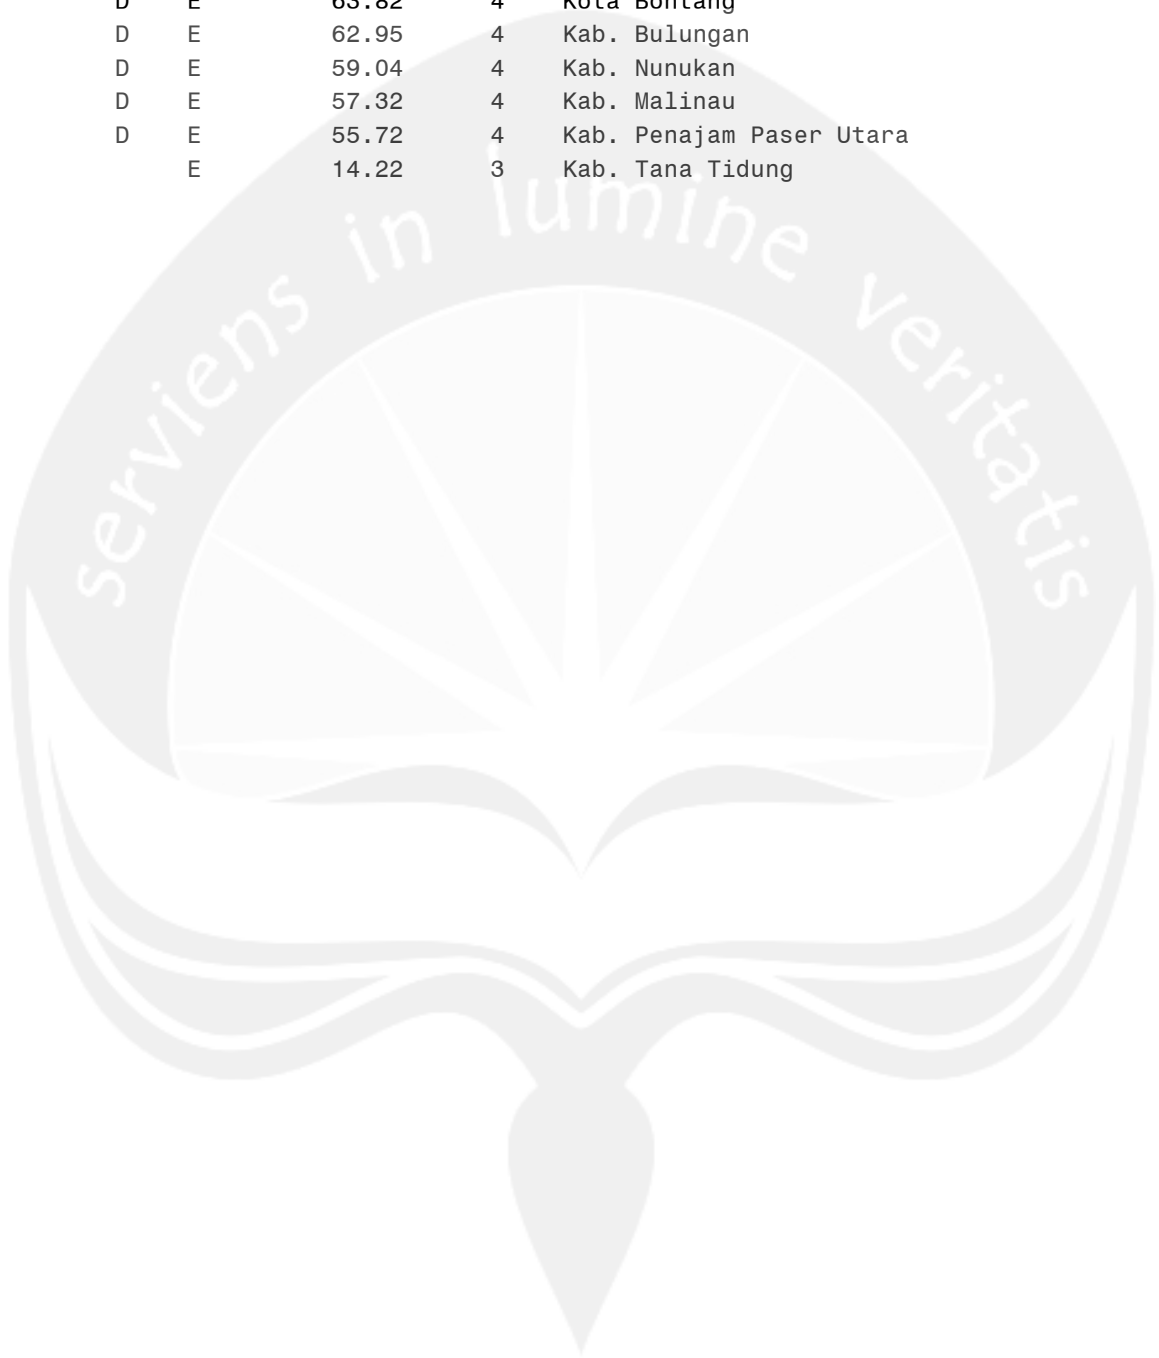 D    E         63.82      4    Kota Bontang
D    E         62.95      4    Kab. Bulungan
D    E         59.04      4    Kab. Nunukan
D    E         57.32      4    Kab. Malinau
D    E         55.72      4    Kab. Penajam Paser Utara
     E         14.22      3    Kab. Tana Tidung
serviens in lumine veritatis